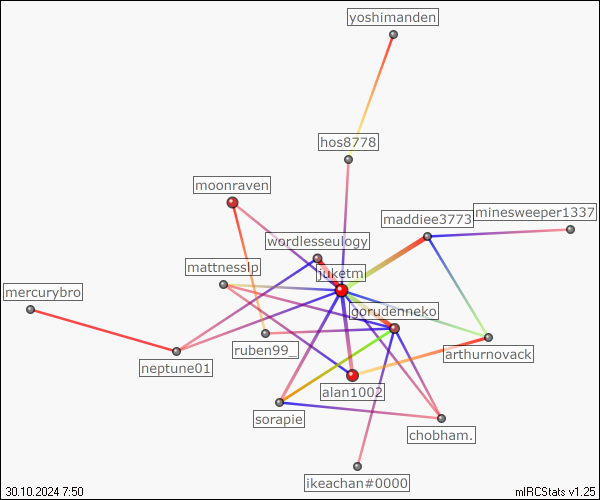 yoshimanden
hos8778
moonraven
maddiee3773
minesweeper1337
wordlesseulogy
mattnesslp
juketm
mercurybro
gorudenneko
ruben99_
arthurnovack
neptune01
alan1002
sorapie
chobham.
ikeachan#0000
30.10.2024 7:50
mIRCStats v1.25